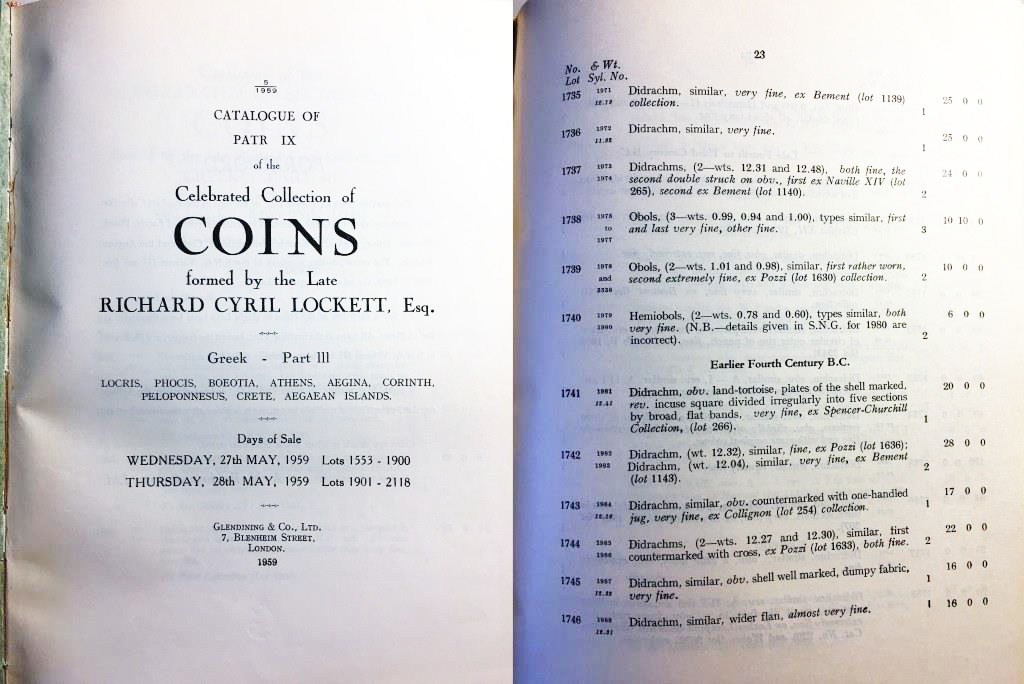 5
1959
CATALOGUE OF
PATR IX
of the
Celebrated Collection of
COINS
formed by the Late
RICHARD CYRIL LOCKETT, Esq.
Greek - Part III
LOCRIS, PHOCIS, BOEOTIA, ATHENS, AEGINA, CORINTH,
PELOPONNESUS, CRETE, AEGAEAN ISLANDS.
Days of Sale
WEDNESDAY, 27th MAY, 1959 Lots 1553 - 1900
THURSDAY, 28th MAY, 1959 Lots 1901 - 2118
GLENDINING & CO., LTD.
7, BLENHEIM STREET,
LONDON.
1959
23
No. & Wt.
Lot Syl. No.
1735 1971 Didrachm, similar, very fine, ex Bement (lot 1139)
12.12 collection. 1 25 0 0
1736 1972 Didrachm, similar, very fine.
1 25 0 0
1737 1973 Didrachms, (2—wts. 12.31 and 12.48), both fine, the
1974 second double struck on obv., first ex Naville XIV (lot 24 0 0
265), second ex Bement (lot 1140). 2
1738 1975 Obols, (3—wts. 0.99, 0.94 and 1.00), types similar, first 10 10 0
to and last very fine, other fine. 3
1977
1739 1978 Obols, (2—wts. 1.01 and 0.98), similar, first rather worn, 10 0 0
and second extremely fine, ex Pozzi (lot 1630) collection. 2
1740 1979 Hemiobols, (2—wts. 0.78 and 0.60), types similar, both 6 0 0
1980 very fine. (N.B.—details given in S.N.G. for 1980 are
incorrect). 2
Earlier Fourth Century B.C.
1741 1981 Didrachm, obv. land-tortoise, plates of the shell marked, 20 0 0
rev. incuse square divided irregularly into five sections
by broad, flat bands, very fine, ex Spencer-Churchill
Collection, (lot 266). 1
1742 1982 Didrachm, (wt. 12.32), similar, fine, ex Pozzi (lot 1636); 28 0 0
1983 Didrachm, (wt. 12.04), similar, very fine, ex Bement
(lot 1143). 2
1743 1984 Didrachm, similar, obv. countermarked with one-handled 17 0 0
jug, very fine, ex Collignon (lot 254) collection. 1
1744 1985 Didrachms, (2—wts. 12.27 and 12.30), similar, first 22 0 0
1986 countermarked with cross, ex Pozzi (lot 1633), both fine. 2
1745 1987 Didrachm, similar, obv. shell well marked, dumpy fabric, 16 0 0
very fine. 1
1746 1988 Didrachm, similar, wider flan, almost very fine. 1 16 0 0
12.21